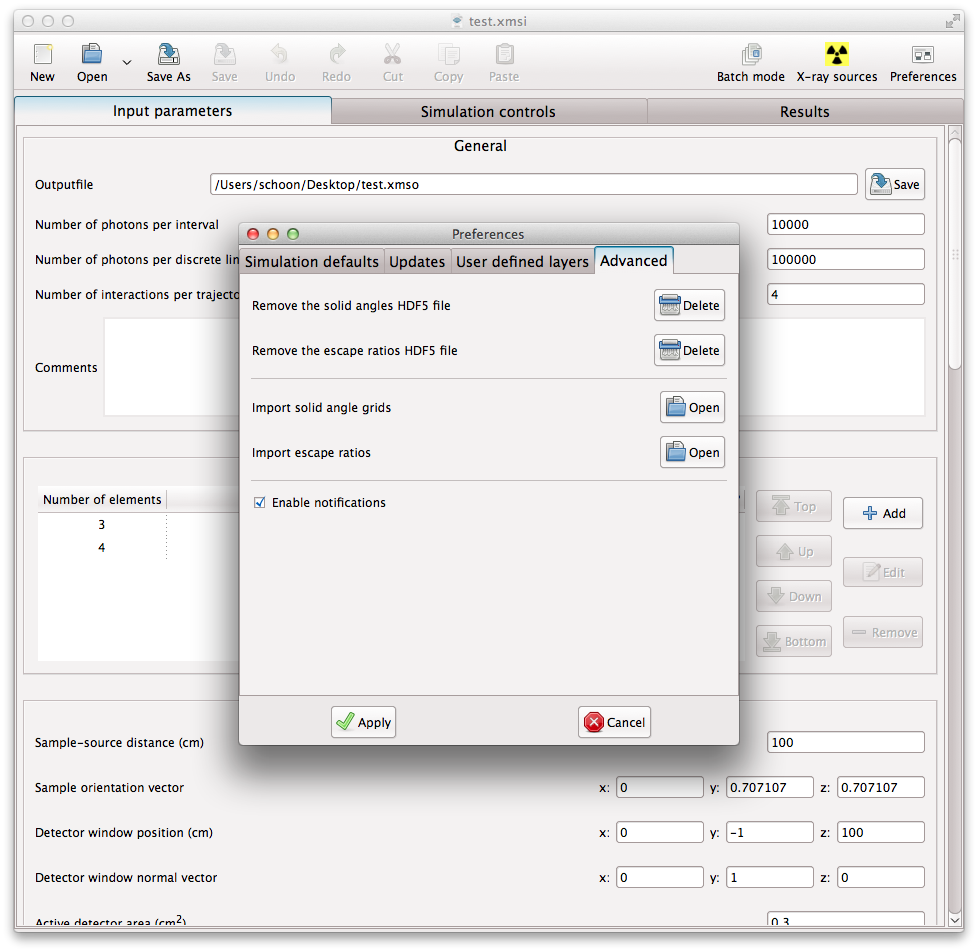 test.xmsi
New Open Save As Save Undo Redo Cut Copy Paste Batch mode X-ray sources Preferences
Input parameters Simulation controls Results
General
Outputfile /Users/schoon/Desktop/test.xmso Save
Number of photons per interval 10000
Number of photons per discrete lin 100000
Number of interactions per trajecto 4
Comments
Preferences
Simulation defaults Updates User defined layers Advanced
Remove the solid angles HDF5 file Delete
Remove the escape ratios HDF5 file Delete
Import solid angle grids Open
Import escape ratios Open
Enable notifications
Apply Cancel
Number of elements
3
4
Top
Up
Down
Bottom
Add
Edit
Remove
Sample-source distance (cm) 100
Sample orientation vector x: 0 y: 0.707107 z: 0.707107
Detector window position (cm) x: 0 y: -1 z: 100
Detector window normal vector x: 0 y: 1 z: 0
Active detector area (cm²) 0.3